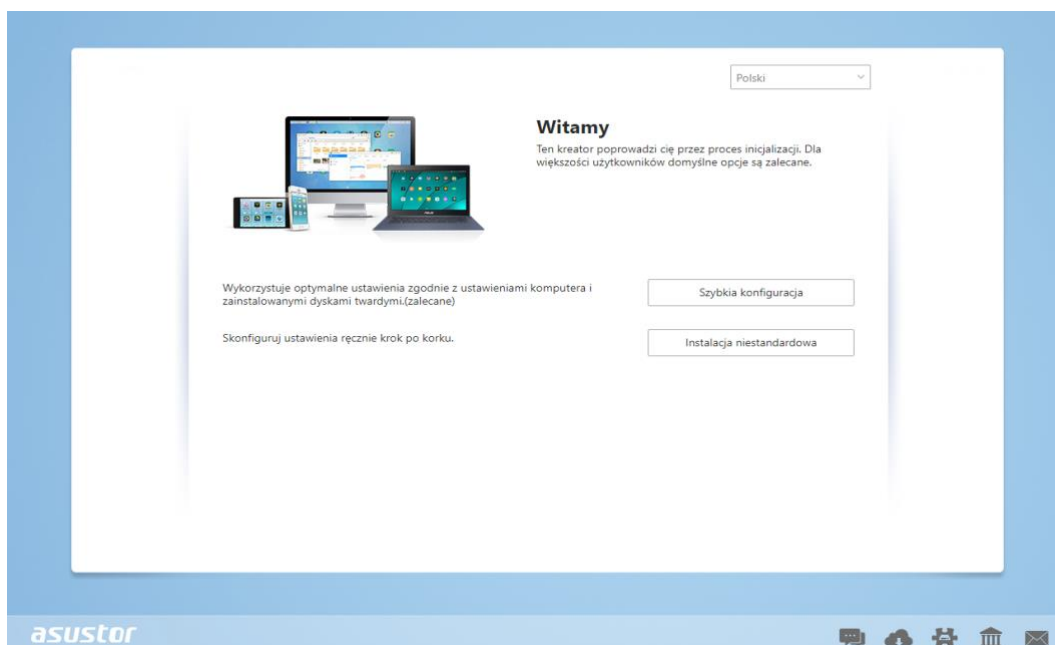 Polski
Witamy
Ten kreator poprowadzi cię przez proces inicjalizacji. Dla
większości użytkowników domyślne opcje są zalecane.
Wykorzystuje optymalne ustawienia zgodnie z ustawieniami komputera i
zainstalowanymi dyskami twardymi.(zalecane)
Szybkia konfiguracja
Skonfiguruj ustawienia ręcznie krok po korku.
Instalacja niestandardowa
asustor